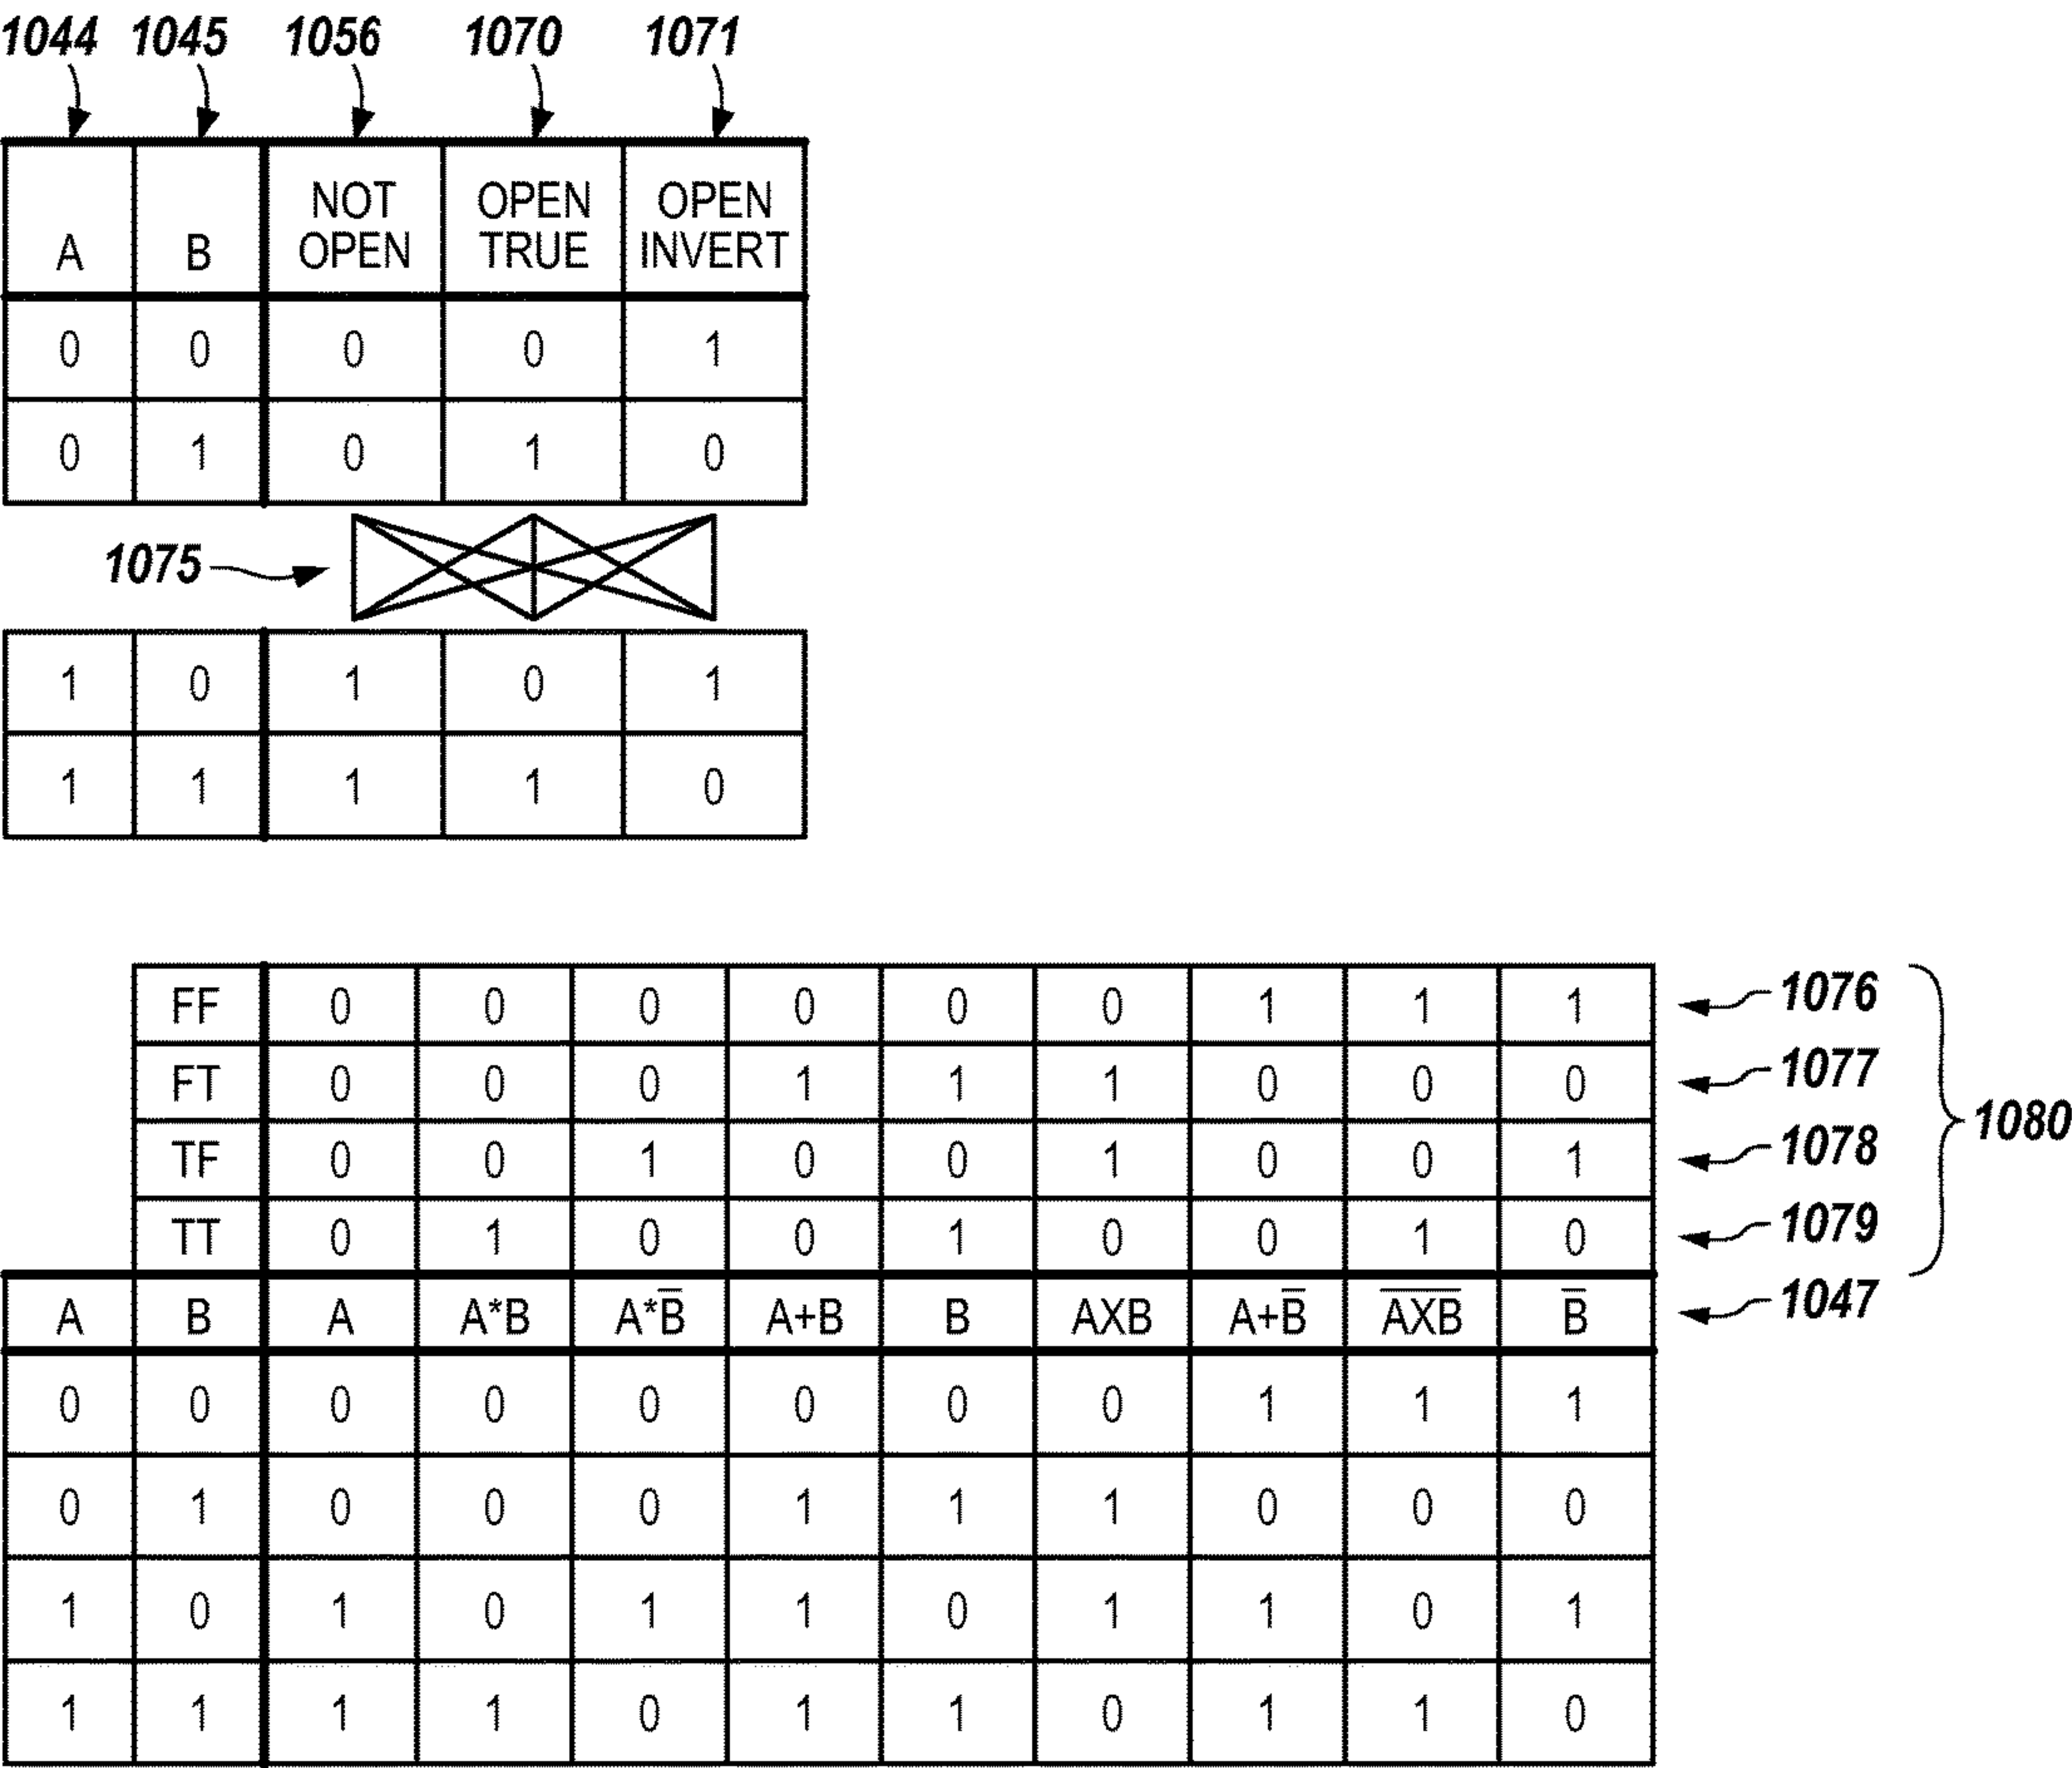 1044 1045 1056 1070 1071
A B NOT OPEN OPEN TRUE OPEN INVERT
0 0 0 0 1
0 1 0 1 0
1075
1 0 1 0 1
1 1 1 1 0
FF 0 0 0 0 0 0 1 1 1 1076
FT 0 0 0 1 1 1 0 0 0 1077
1080
TF 0 0 1 0 0 1 0 0 1 1078
TT 0 1 0 0 1 0 0 1 0 1079
A B A A*B A*B̅ A+B B AXB A+B̅ A̅X̅B̅ B̅ 1047
0 0 0 0 0 0 0 0 1 1 1
0 1 0 0 0 1 1 1 0 0 0
1 0 1 0 1 1 0 1 1 0 1
1 1 1 1 0 1 1 0 1 1 0